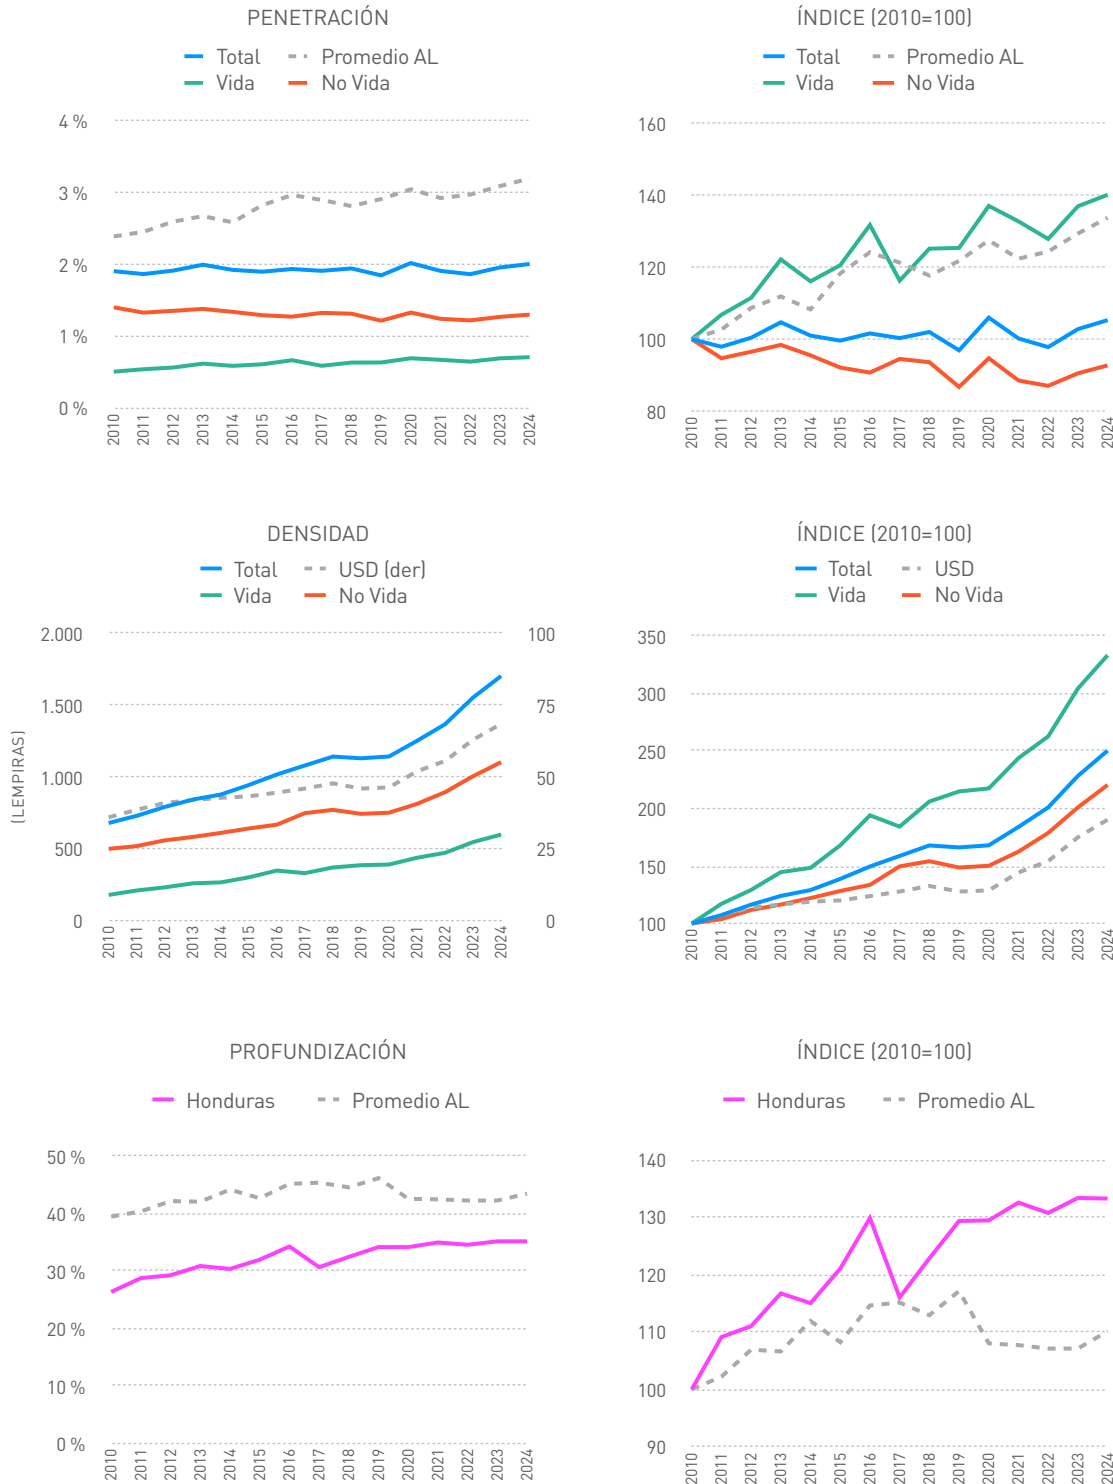 PENETRACIÓN
Total Promedio AL
Vida No Vida
4 %
3 %
2 %
1 %
0 %
2010 2011 2012 2013 2014 2015 2016 2017 2018 2019 2020 2021 2022 2023 2024
ÍNDICE (2010=100)
Total Promedio AL
Vida No Vida
160
140
120
100
80
2010 2011 2012 2013 2014 2015 2016 2017 2018 2019 2020 2021 2022 2023 2024
DENSIDAD
Total USD (der)
Vida No Vida
(LEMPIRAS)
2.000 100
1.500 75
1.000 50
500 25
0 0
2010 2011 2012 2013 2014 2015 2016 2017 2018 2019 2020 2021 2022 2023 2024
ÍNDICE (2010=100)
Total USD
Vida No Vida
350
300
250
200
150
100
2010 2011 2012 2013 2014 2015 2016 2017 2018 2019 2020 2021 2022 2023 2024
PROFUNDIZACIÓN
Honduras Promedio AL
50 %
40 %
30 %
20 %
10 %
0 %
2010 2011 2012 2013 2014 2015 2016 2017 2018 2019 2020 2021 2022 2023 2024
ÍNDICE (2010=100)
Honduras Promedio AL
140
130
120
110
100
90
2010 2011 2012 2013 2014 2015 2016 2017 2018 2019 2020 2021 2022 2023 2024